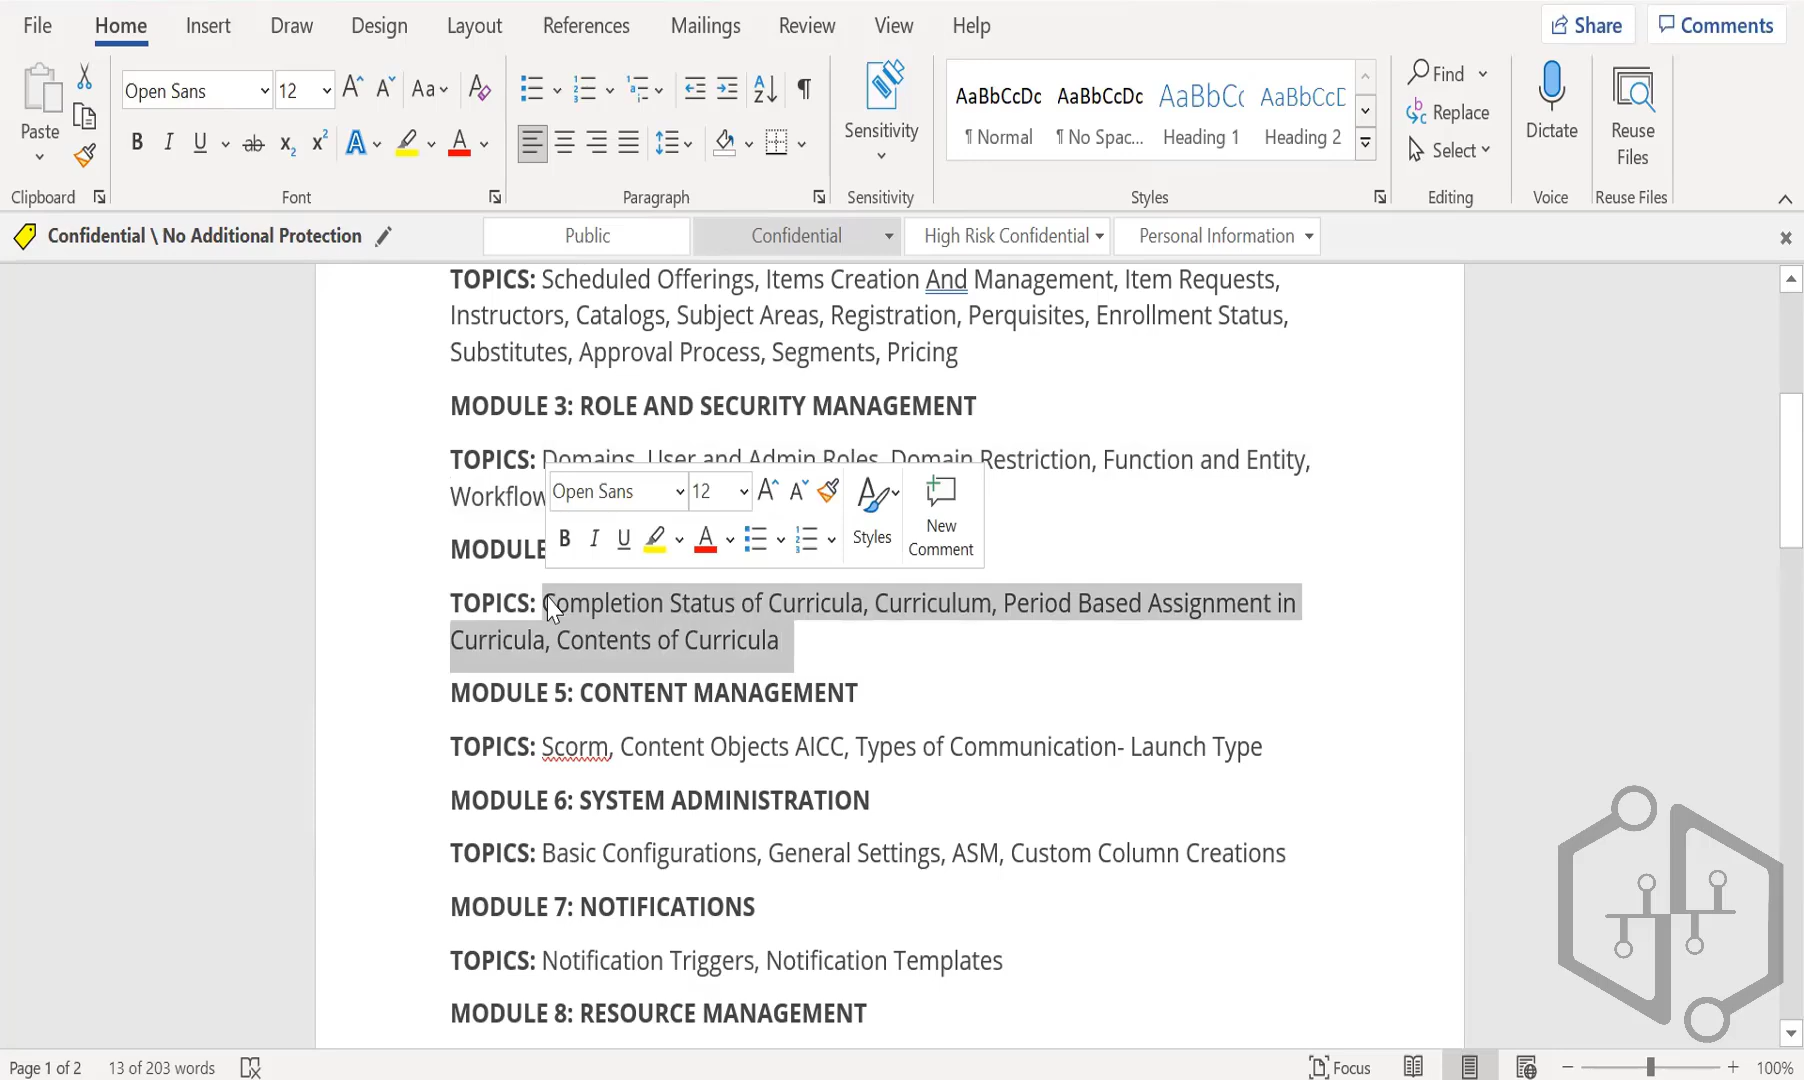 File Home Insert Draw Design Layout References Mailings Review View Help Share Comments
Open Sans 12 Aa AaBbCcDc AaBbCcDc AaBbCc AaBbCcD Find
Paste Sensitivity ¶ Normal ¶ No Spac... Heading 1 Heading 2 Replace Dictate Reuse Files
B I U ab x2 x2 A A Select
Clipboard Font Paragraph Sensitivity Styles Editing Voice Reuse Files
Confidential \ No Additional Protection Public Confidential High Risk Confidential Personal Information
TOPICS: Scheduled Offerings, Items Creation And Management, Item Requests,
Instructors, Catalogs, Subject Areas, Registration, Perquisites, Enrollment Status,
Substitutes, Approval Process, Segments, Pricing
MODULE 3: ROLE AND SECURITY MANAGEMENT
TOPICS: Domains, User and Admin Roles, Domain Restriction, Function and Entity,
Workflow
Open Sans 12
B I U A Styles New Comment
MODULE
TOPICS: Completion Status of Curricula, Curriculum, Period Based Assignment in
Curricula, Contents of Curricula
MODULE 5: CONTENT MANAGEMENT
TOPICS: Scorm, Content Objects AICC, Types of Communication- Launch Type
MODULE 6: SYSTEM ADMINISTRATION
TOPICS: Basic Configurations, General Settings, ASM, Custom Column Creations
MODULE 7: NOTIFICATIONS
TOPICS: Notification Triggers, Notification Templates
MODULE 8: RESOURCE MANAGEMENT
Page 1 of 2 13 of 203 words Focus 100%